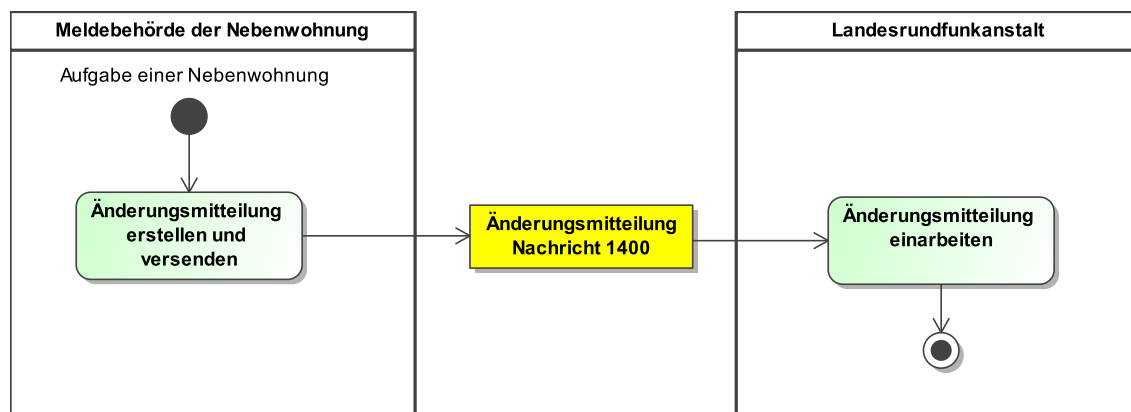 Meldebehörde der Nebenwohnung
Landesrundfunkanstalt
Aufgabe einer Nebenwohnung
Änderungsmitteilung
erstellen und
versenden
Änderungsmitteilung
Nachricht 1400
Änderungsmitteilung
einarbeiten